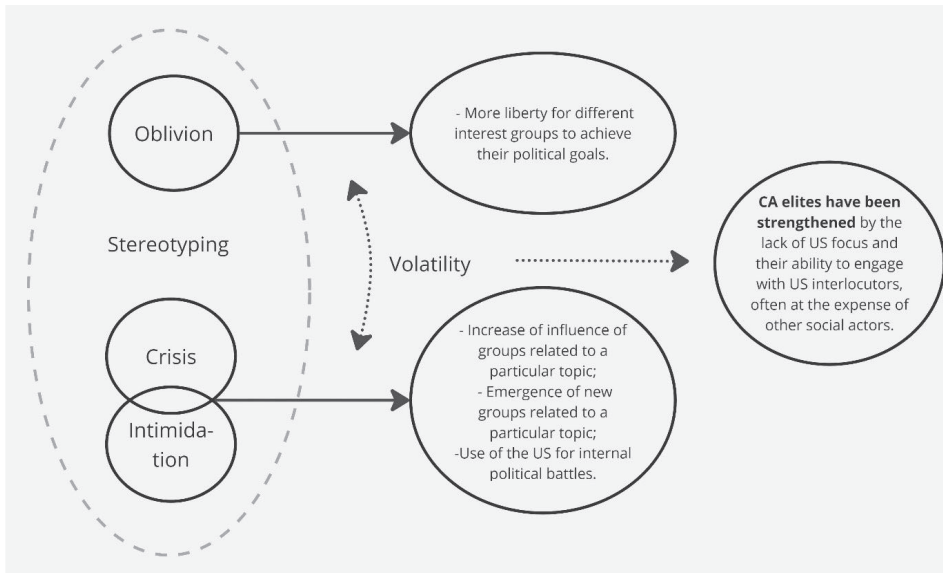 Oblivion
- More liberty for different
interest groups to achieve
their political goals.
Stereotyping
Volatility
CA elites have been
strengthened by the
lack of US focus and
their ability to engage
with US interlocutors,
often at the expense of
other social actors.
Crisis
Intimida-
tion
- Increase of influence of
groups related to a
particular topic;
- Emergence of new
groups related to a
particular topic;
-Use of the US for internal
political battles.